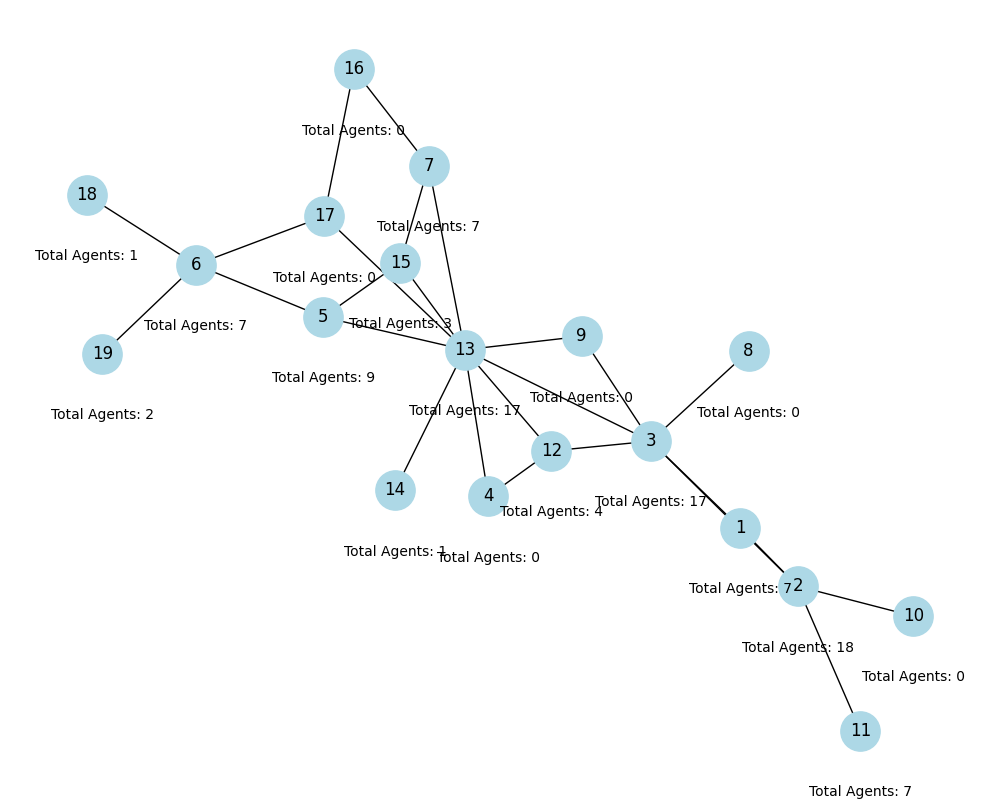 16
Total Agents: 0
7
18
17
Total Agents: 7
Total Agents: 1
6
15
Total Agents: 0
5
Total Agents: 3
Total Agents: 7
13
9
8
19
Total Agents: 9
Total Agents: 0
Total Agents: 17
Total Agents: 0
Total Agents: 2
3
12
14
4
Total Agents: 17
Total Agents: 4
1
Total Agents: 1
Total Agents: 0
2
Total Agents: 7
10
Total Agents: 18
Total Agents: 0
11
Total Agents: 7